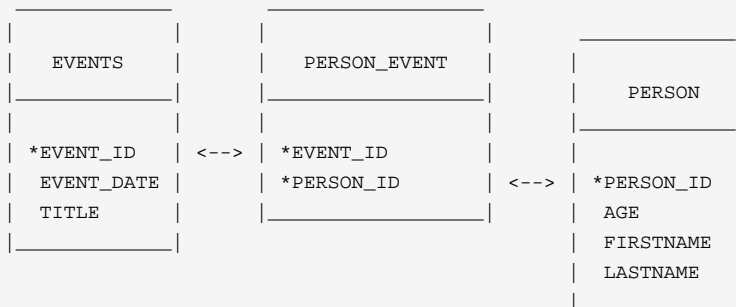 EVENTS
PERSON_EVENT
PERSON
*EVENT_ID <--> *EVENT_ID
EVENT_DATE *PERSON_ID <--> *PERSON_ID
TITLE AGE
FIRSTNAME
LASTNAME